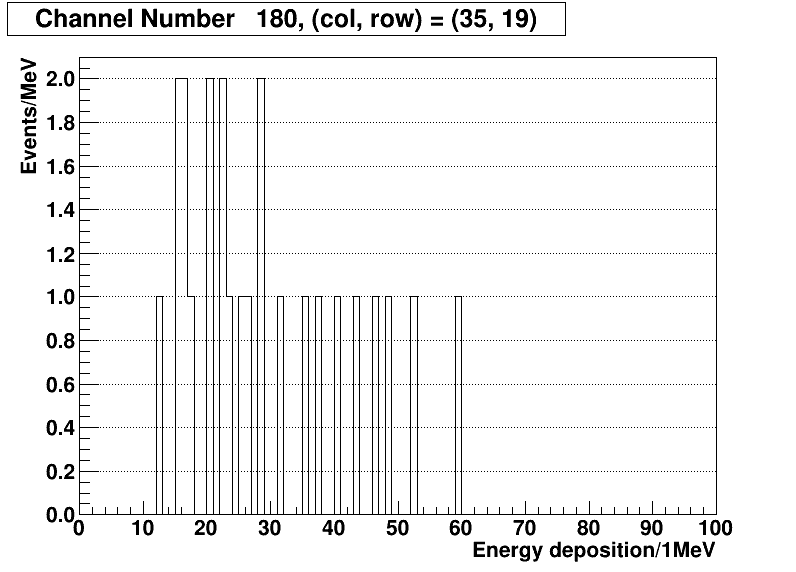 Channel Number 180, (col, row) = (35, 19)
Events/MeV
2.0
1.8
1.6
1.4
1.2
1.0
0.8
0.6
0.4
0.2
0.0
0 10 20 30 40 50 60 70 80 90 100
Energy deposition/1MeV